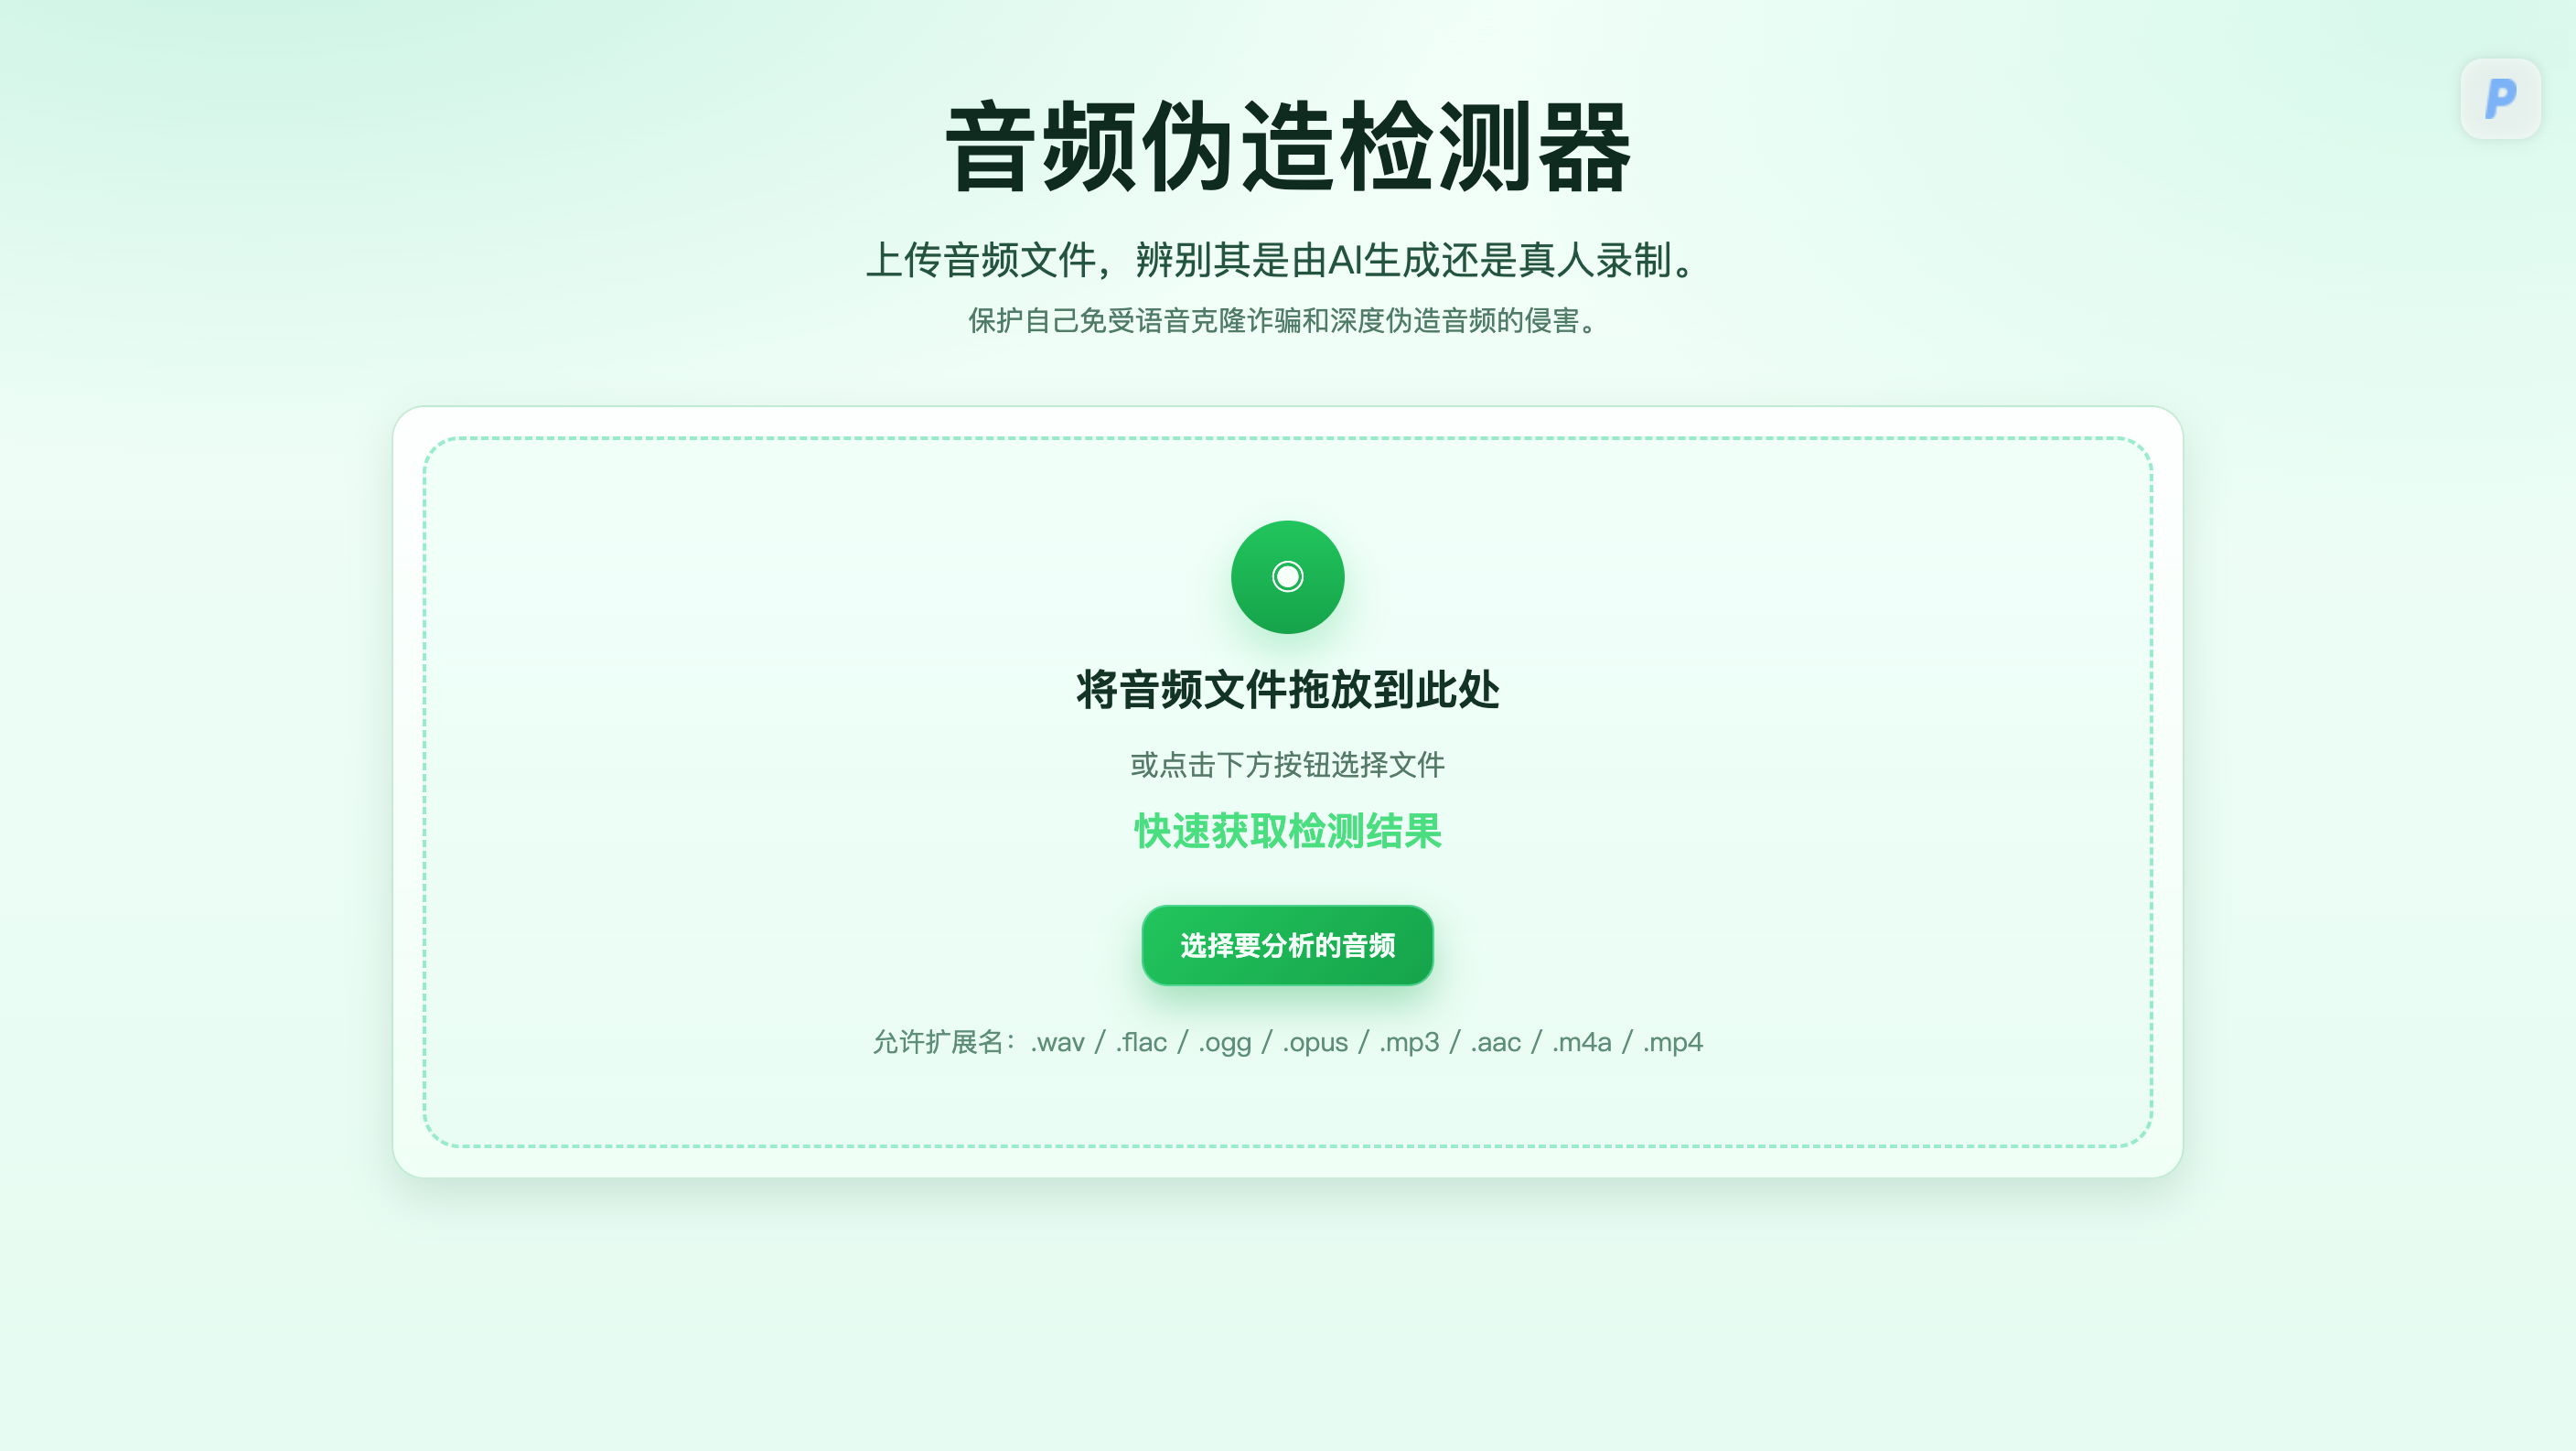 音频伪造检测器
P
上传音频文件，辨别其是由AI生成还是真人录制。
保护自己免受语音克隆诈骗和深度伪造音频的侵害。
将音频文件拖放到此处
或点击下方按钮选择文件
快速获取检测结果
选择要分析的音频
允许扩展名：.wav / .flac / .ogg / .opus / .mp3 / .aac / .m4a / .mp4